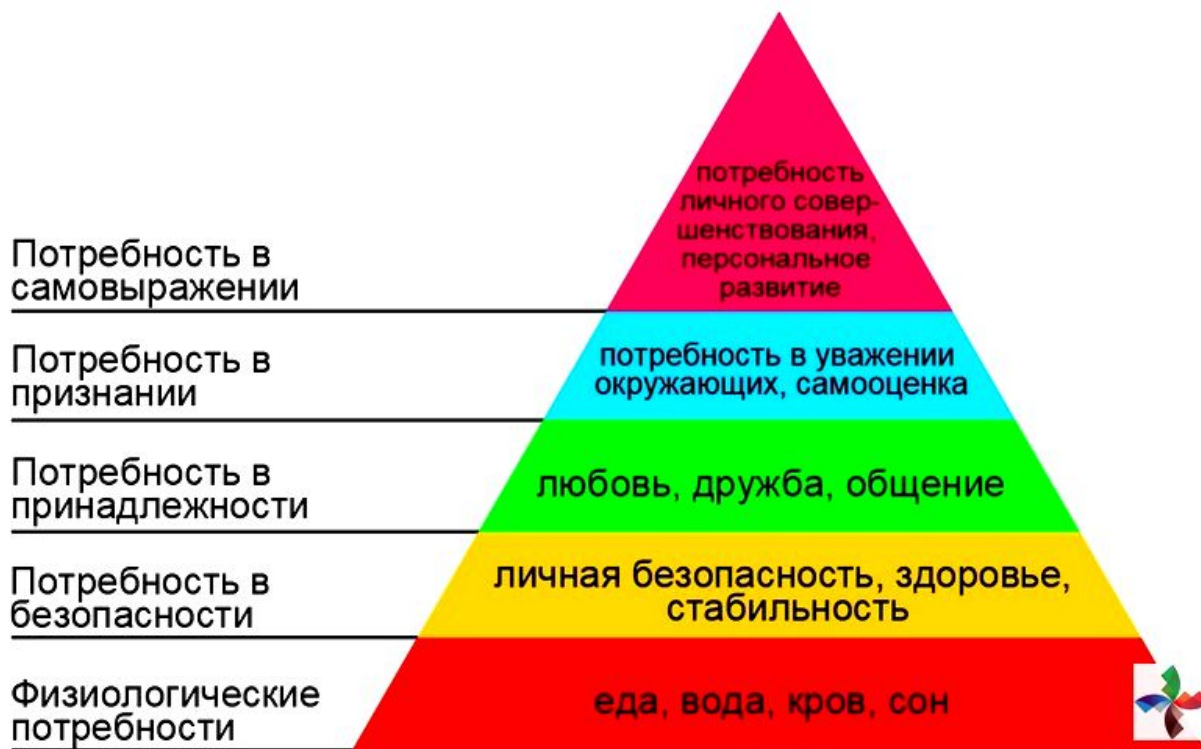 потребность
личного совер-
шенствования,
персональное
развитие
Потребность в
самовыражении
потребность в уважении
окружающих, самооценка
Потребность в
признании
любовь, дружба, общение
Потребность в
принадлежности
личная безопасность, здоровье,
стабильность
Потребность в
безопасности
еда, вода, кров, сон
Физиологические
потребности